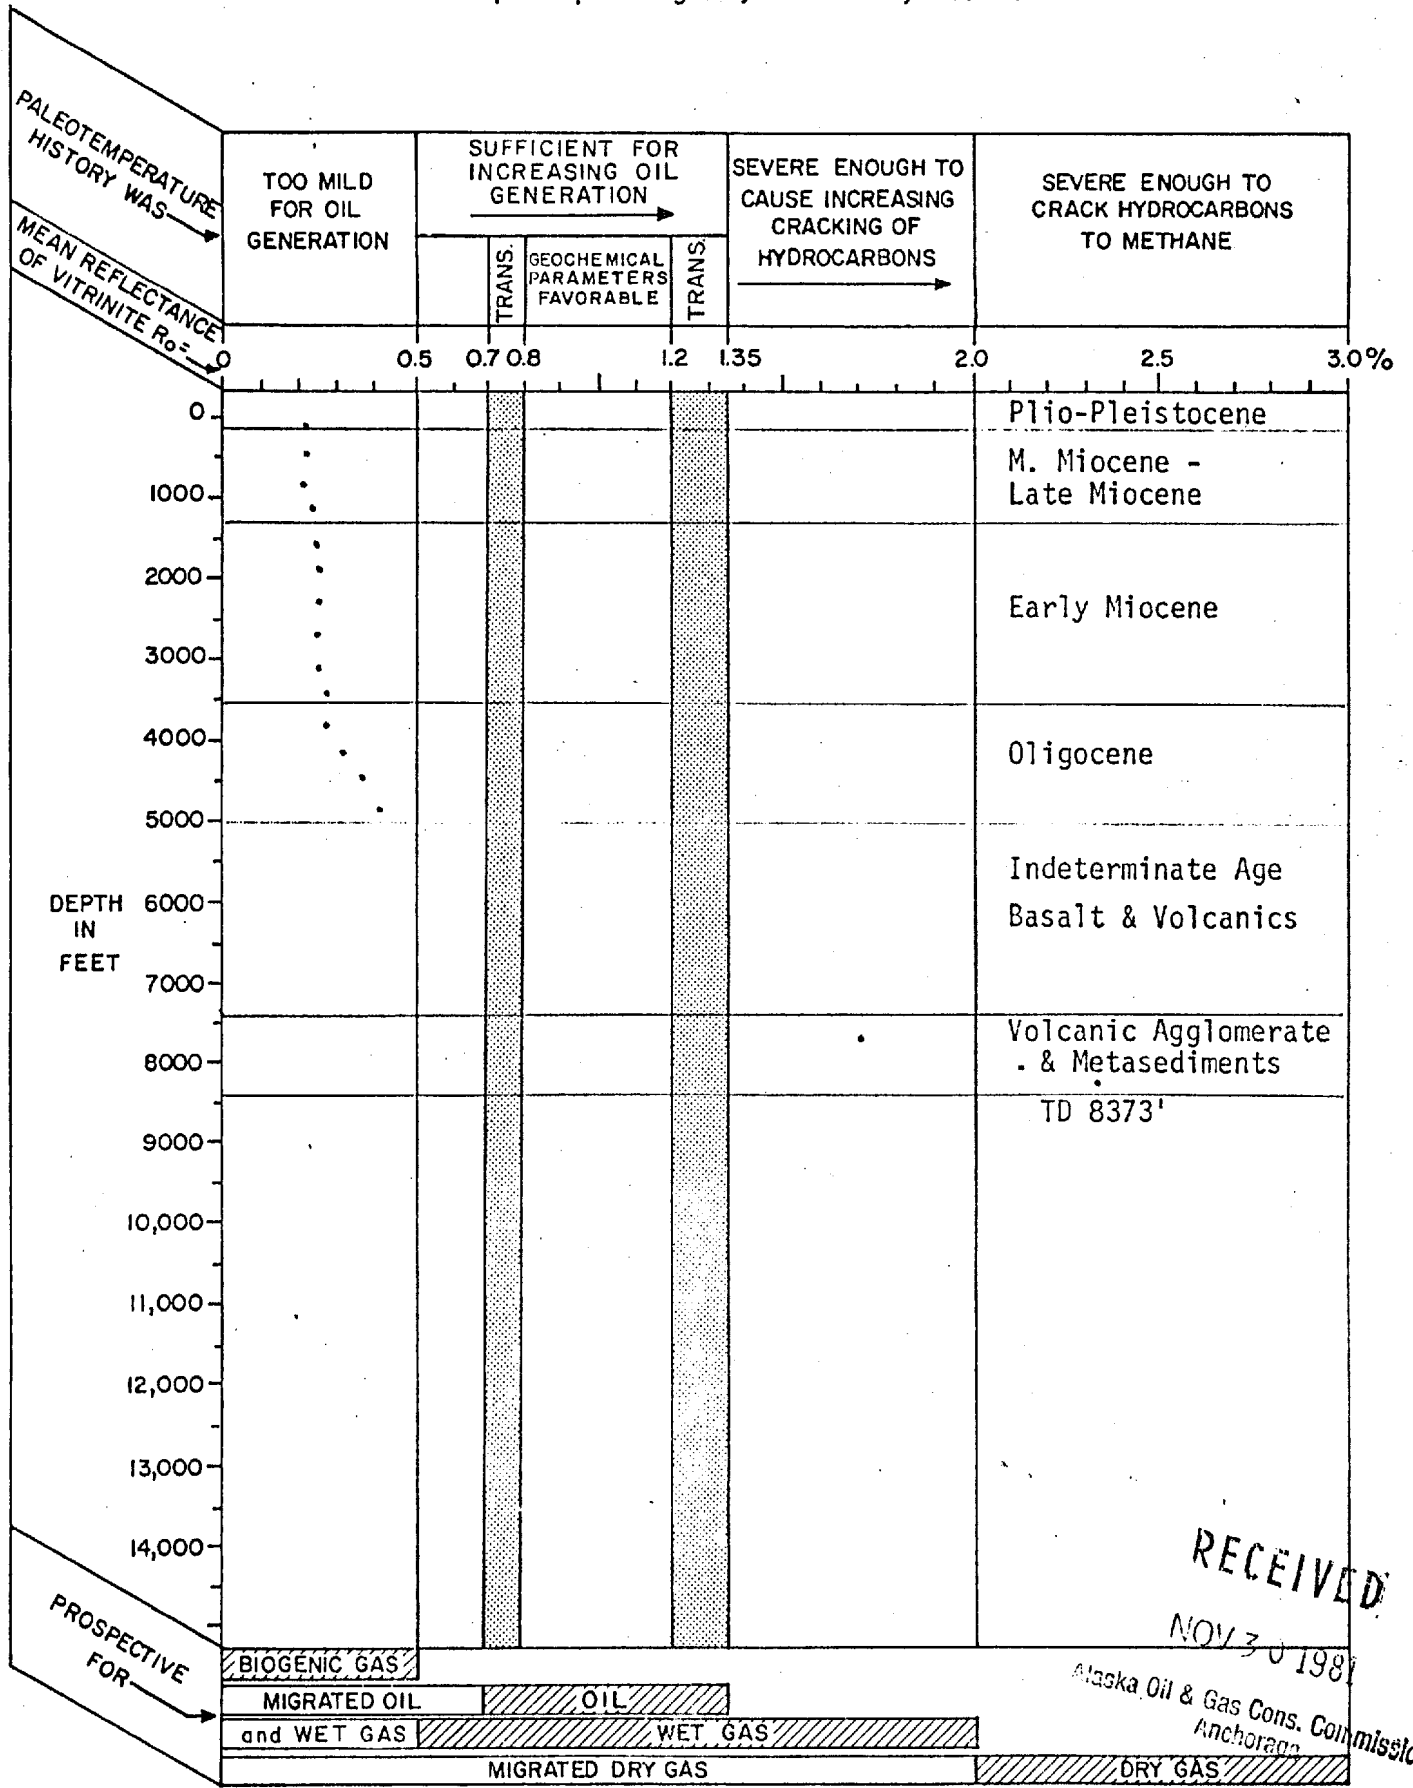 PALEOTEMPERATURE
HISTORY WAS
TOO MILD
FOR OIL
GENERATION
SUFFICIENT FOR
INCREASING OIL
GENERATION
TRANS.
GEOCHEMICAL
PARAMETERS
FAVORABLE
TRANS.
SEVERE ENOUGH TO
CAUSE INCREASING
CRACKING OF
HYDROCARBONS
SEVERE ENOUGH TO
CRACK HYDROCARBONS
TO METHANE
MEAN REFLECTANCE
OF VITRINITE Ro=
0 0.5 0.7 0.8 1.2 1.35 2.0 2.5 3.0%
0
Plio-Pleistocene
M. Miocene -
1000
Late Miocene
2000
Early Miocene
3000
4000
Oligocene
5000
Indeterminate Age
DEPTH
IN
FEET
6000
Basalt & Volcanics
7000
Volcanic Agglomerate
8000
& Metasediments
TD 8373'
9000
10,000
11,000
12,000
13,000
14,000
RECEIVED
NOV 30 1981
Alaska Oil & Gas Cons. Commissio
Anchorage
PROSPECTIVE
FOR
BIOGENIC GAS
MIGRATED OIL OIL
and WET GAS WET GAS
MIGRATED DRY GAS DRY GAS